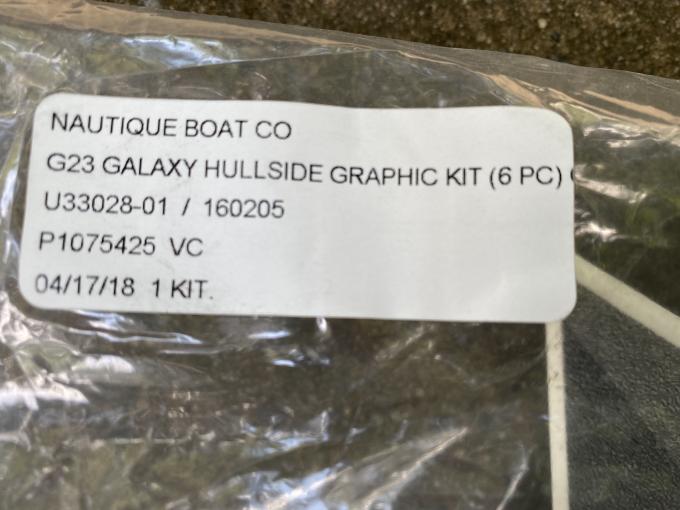 NAUTIQUE BOAT CO
G23 GALAXY HULLSIDE GRAPHIC KIT (6 PC)
U33028-01 / 160205
P1075425 VC
04/17/18 1 KIT.